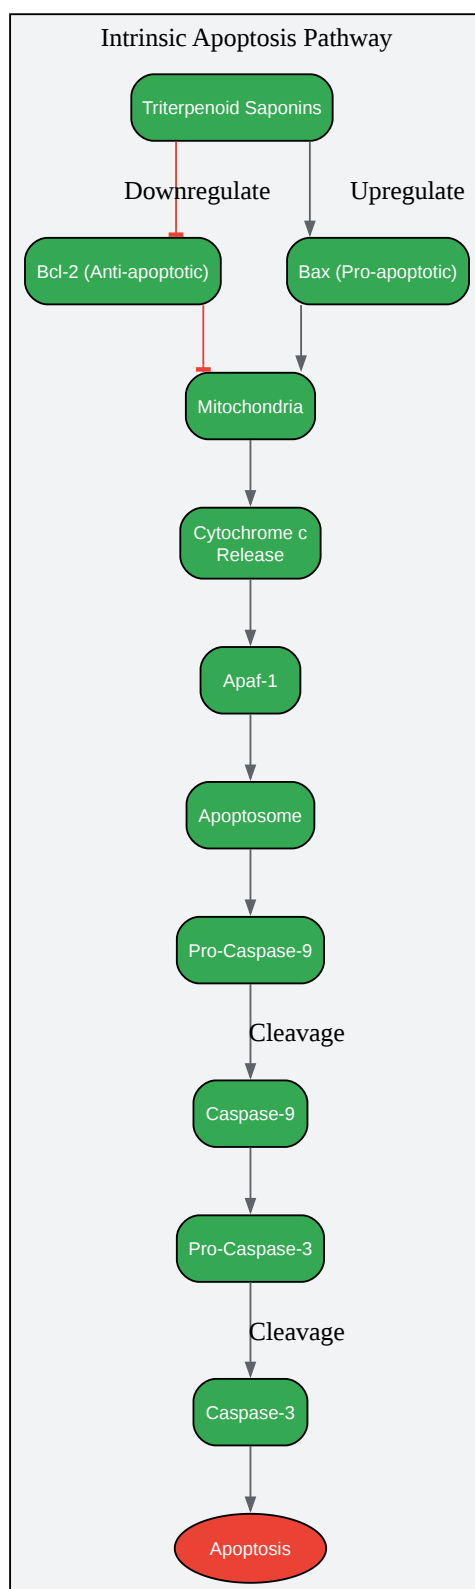 Intrinsic Apoptosis Pathway
Triterpenoid Saponins
Downregulate
Upregulate
Bcl-2 (Anti-apoptotic)
Bax (Pro-apoptotic)
Mitochondria
Cytochrome c
Release
Apaf-1
Apoptosome
Pro-Caspase-9
Cleavage
Caspase-9
Pro-Caspase-3
Cleavage
Caspase-3
Apoptosis